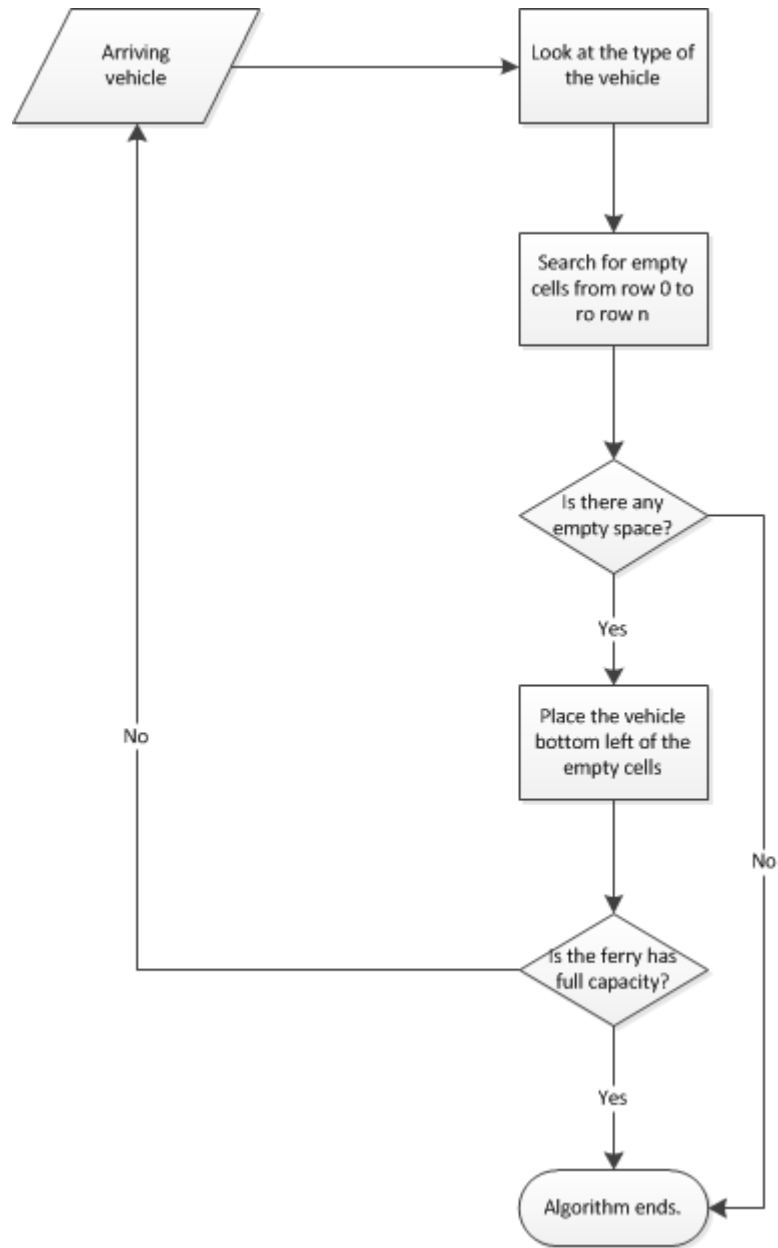 Arriving
vehicle
Look at the type of
the vehicle
Search for empty
cells from row 0 to
ro row n
Is there any
empty space?
Yes
Place the vehicle
bottom left of the
empty cells
No
No
Is the ferry has
full capacity?
Yes
Algorithm ends.